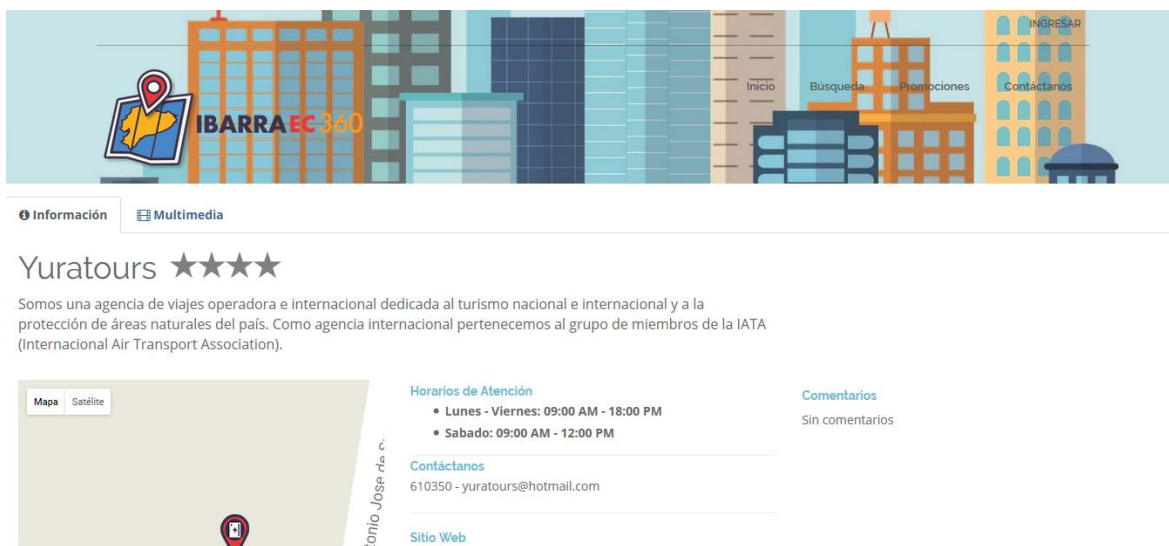 INGRESAR
Inicio Búsqueda Promociones Contáctanos
IBARRA EC 360
Información Multimedia
Yuratours
Somos una agencia de viajes operadora e internacional dedicada al turismo nacional e internacional y a la
protección de áreas naturales del país. Como agencia internacional pertenecemos al grupo de miembros de la IATA
(Internacional Air Transport Association).
Mapa Satélite
onio Jose de
Horarios de Atención
Lunes - Viernes: 09:00 AM - 18:00 PM
Sabado: 09:00 AM - 12:00 PM
Contáctanos
610350 - yuratours@hotmail.com
Sitio Web
Comentarios
Sin comentarios